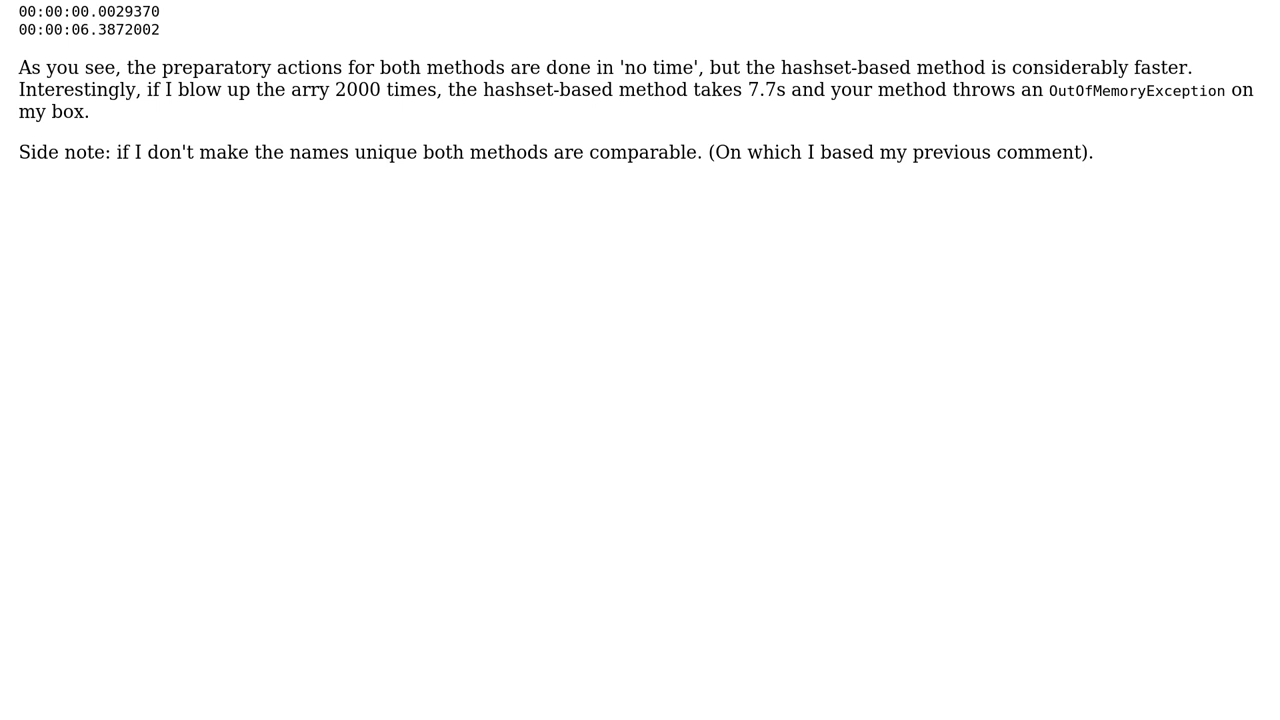 00:00:00.0029370
00:00:06.3872002
As you see, the preparatory actions for both methods are done in 'no time', but the hashset-based method is considerably faster.
Interestingly, if I blow up the arry 2000 times, the hashset-based method takes 7.7s and your method throws an OutOfMemoryException on
my box.
Side note: if I don't make the names unique both methods are comparable. (On which I based my previous comment).